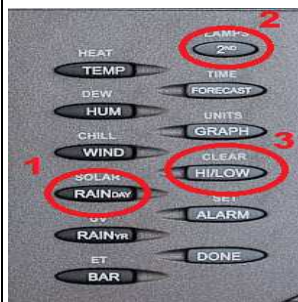 2
LAMPS
2ND
HEAT
TEMP
TIME
FORECAST
DEW
HUM
UNITS
GRAPH
CHILL
WIND
3
CLEAR
HI/LOW
1
SOLAR
RAINDAY
SET
ALARM
UV
RAINYR
DONE
ET
BAR